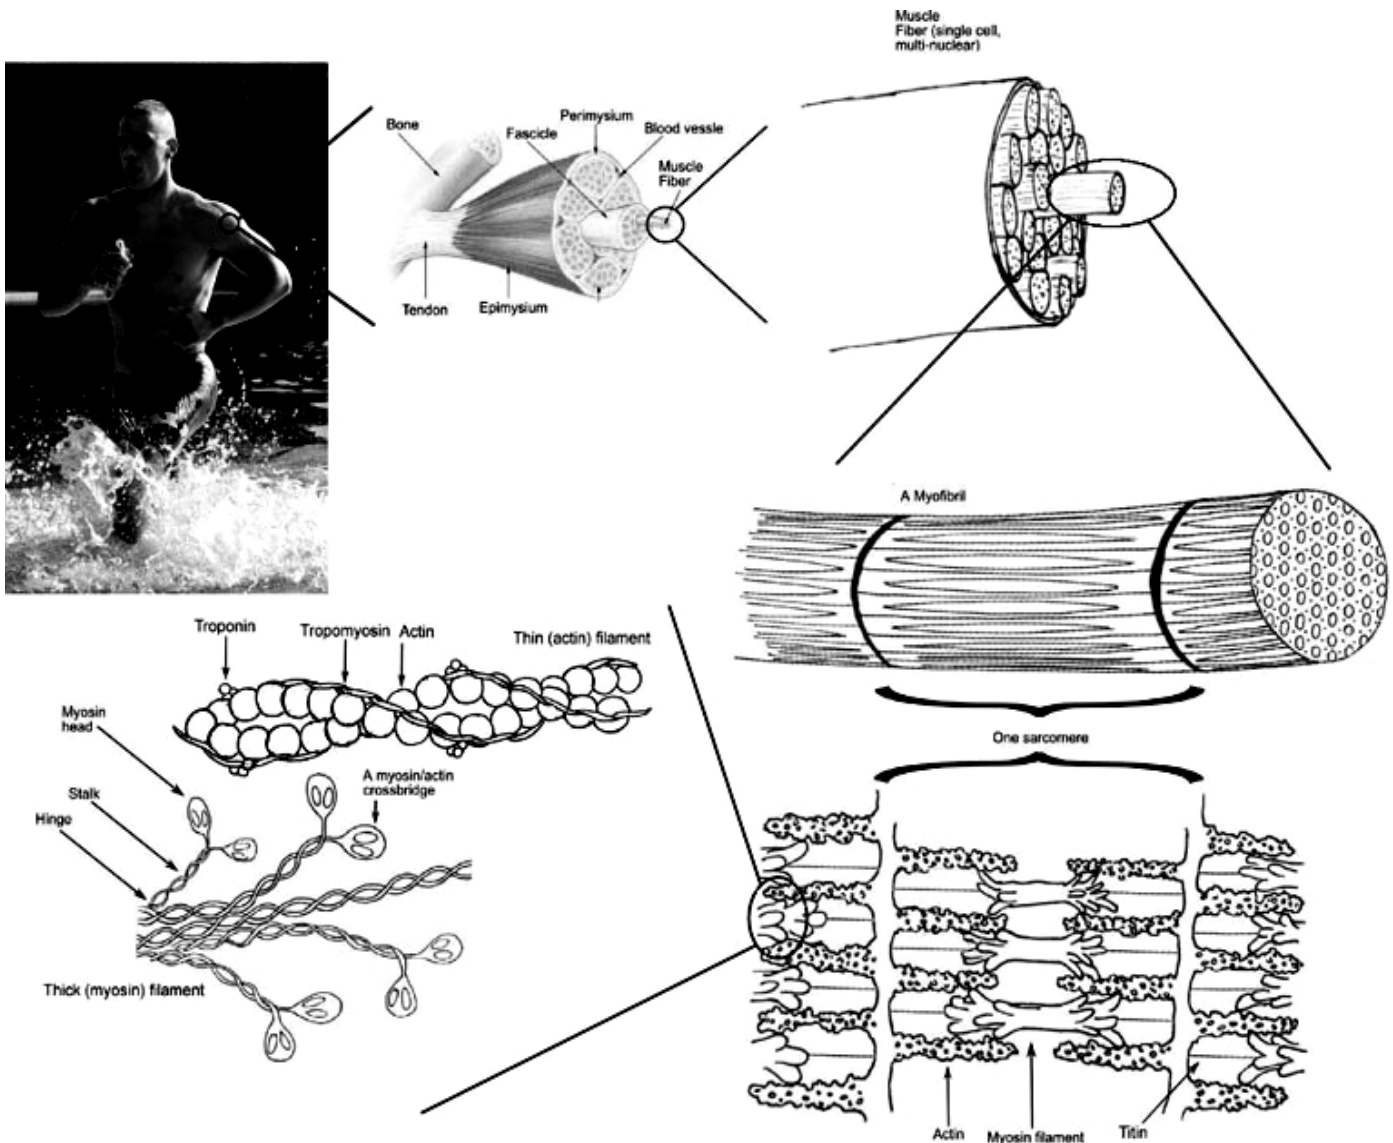 Muscle
Fiber (single cell,
multi-nuclear)
Bone
Fascicle
Perimysium
Blood vessle
Muscle
Fiber
Tendon
Epimysium
A Myofibril
One sarcomere
Troponin
Tropomyosin
Actin
Thin (actin) filament
Myosin
head
Stalk
Hinge
A myosin/actin
crossbridge
Thick (myosin) filament
Actin
Myosin filament
Titin